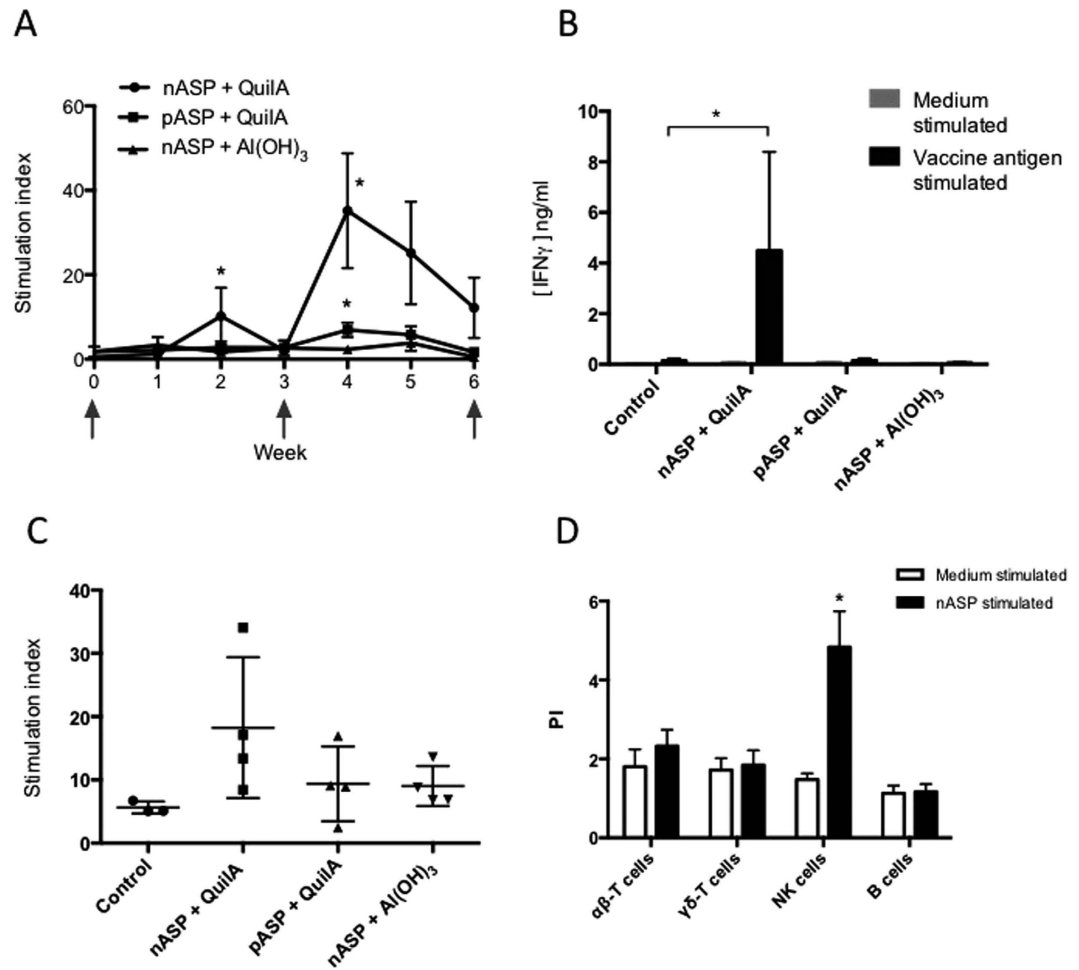 A
nASP + QuilA
pASP + QuilA
nASP + Al(OH)3
60
40
20
0
Stimulation index
*
*
*
0 1 2 3 4 5 6
Week
B
Medium
stimulated
Vaccine antigen
stimulated
10
8
6
4
2
0
[IFNγ] ng/ml
*
Control
nASP + QuilA
pASP + QuilA
nASP + Al(OH)3
C
40
30
20
10
0
Stimulation index
Control
nASP + QuilA
pASP + QuilA
nASP + Al(OH)3
D
Medium stimulated
nASP stimulated
6
4
2
0
PI
*
αβ-T cells
γδ-T cells
NK cells
B cells